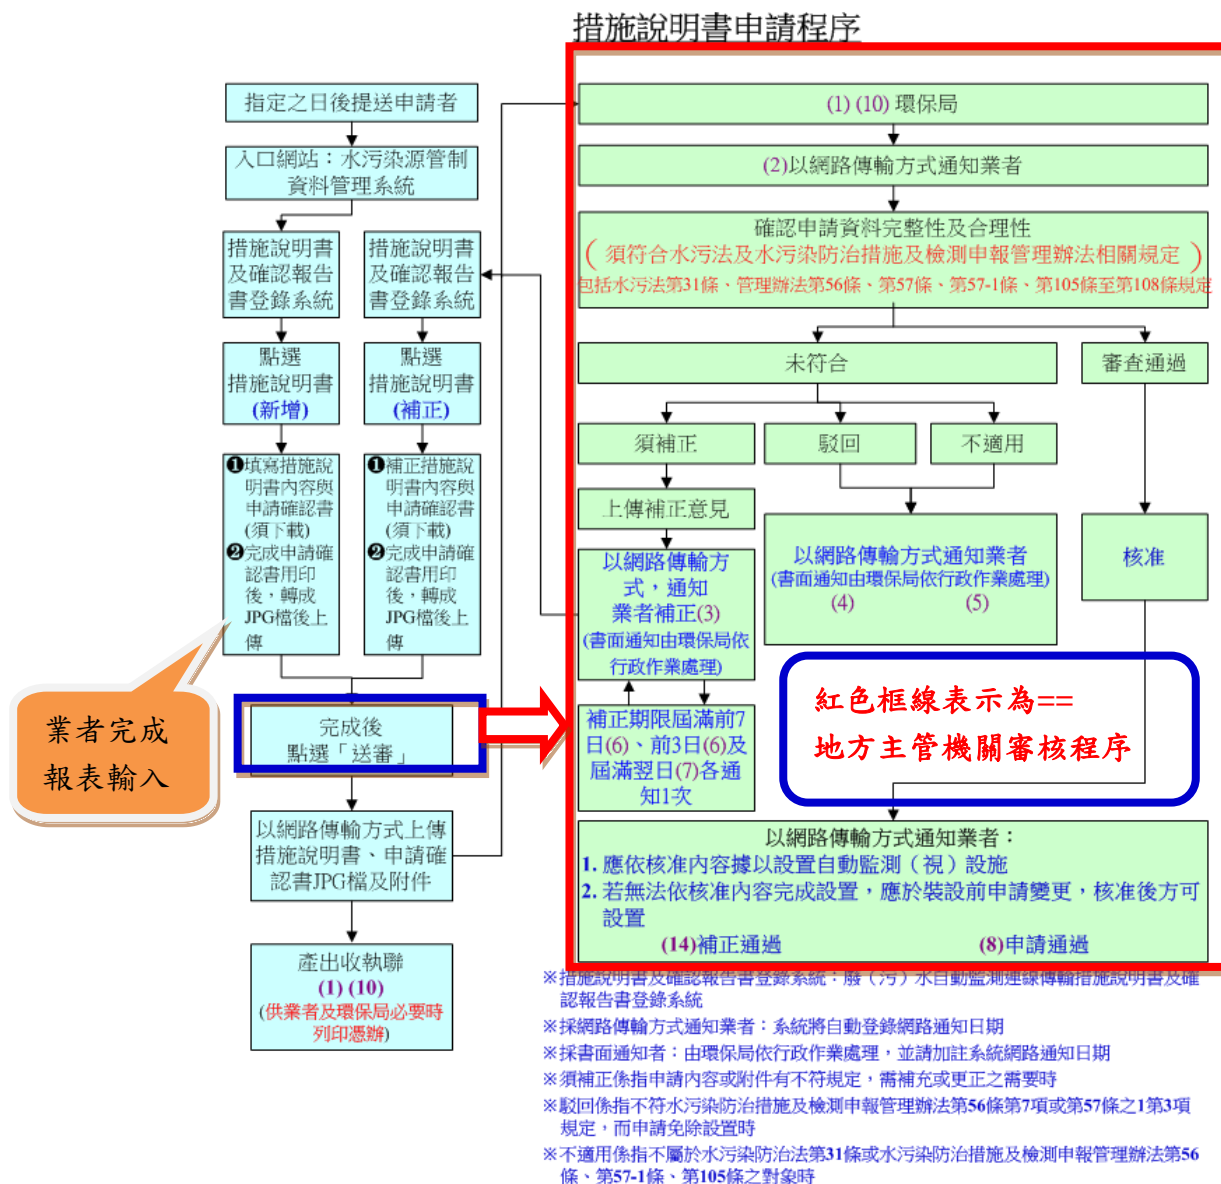 措施說明書申請程序
指定之日後提送申請者
入口網站：水污染源管制
資料管理系統
措施說明書
及確認報告
書登錄系統
措施說明書
及確認報告
書登錄系統
點選
措施說明書
(新增)
點選
措施說明書
(補正)
❶填寫措施說
明書內容與
申請確認書
(須下載)
❷完成申請確
認書用印
後，轉成
JPG檔後上
傳
❶補正措施說
明書內容與
申請確認書
(須下載)
❷完成申請確
認書用印
後，轉成
JPG檔後上
傳
業者完成
報表輸入
完成後
點選「送審」
以網路傳輸方式上傳
措施說明書、申請確
認書JPG檔及附件
產出收執聯
(1) (10)
(供業者及環保局必要時
列印憑辦)
(1) (10) 環保局
(2)以網路傳輸方式通知業者
確認申請資料完整性及合理性
( 須符合水污法及水污染防治措施及檢測申報管理辦法相關規定 )
包括水污法第31條、管理辦法第56條、第57條、第57-1條、第105條至第108條規定
未符合
審查通過
須補正
駁回
不適用
上傳補正意見
以網路傳輸方
式，通知
業者補正(3)
(書面通知由環保局依
行政作業處理)
以網路傳輸方式通知業者
(書面通知由環保局依行政作業處理)
(4) (5)
核准
補正期限屆滿前7
日(6)、前3日(6)及
屆滿翌日(7)各通
知1次
紅色框線表示為==
地方主管機關審核程序
以網路傳輸方式通知業者：
1. 應依核准內容據以設置自動監測（視）設施
2. 若無法依核准內容完成設置，應於裝設前申請變更，核准後方可
設置
(14)補正通過 (8)申請通過
※措施說明書及確認報告書登錄系統：廢（污）水自動監測連線傳輸措施說明書及確
認報告書登錄系統
※採網路傳輸方式通知業者：系統將自動登錄網路通知日期
※採書面通知者：由環保局依行政作業處理，並請加註系統網路通知日期
※須補正係指申請內容或附件有不符規定，需補充或更正之需要時
※駁回係指不符水污染防治措施及檢測申報管理辦法第56條第7項或第57條之1第3項
規定，而申請免除設置時
※不適用係指不屬於水污染防治法第31條或水污染防治措施及檢測申報管理辦法第56
條、第57-1條、第105條之對象時